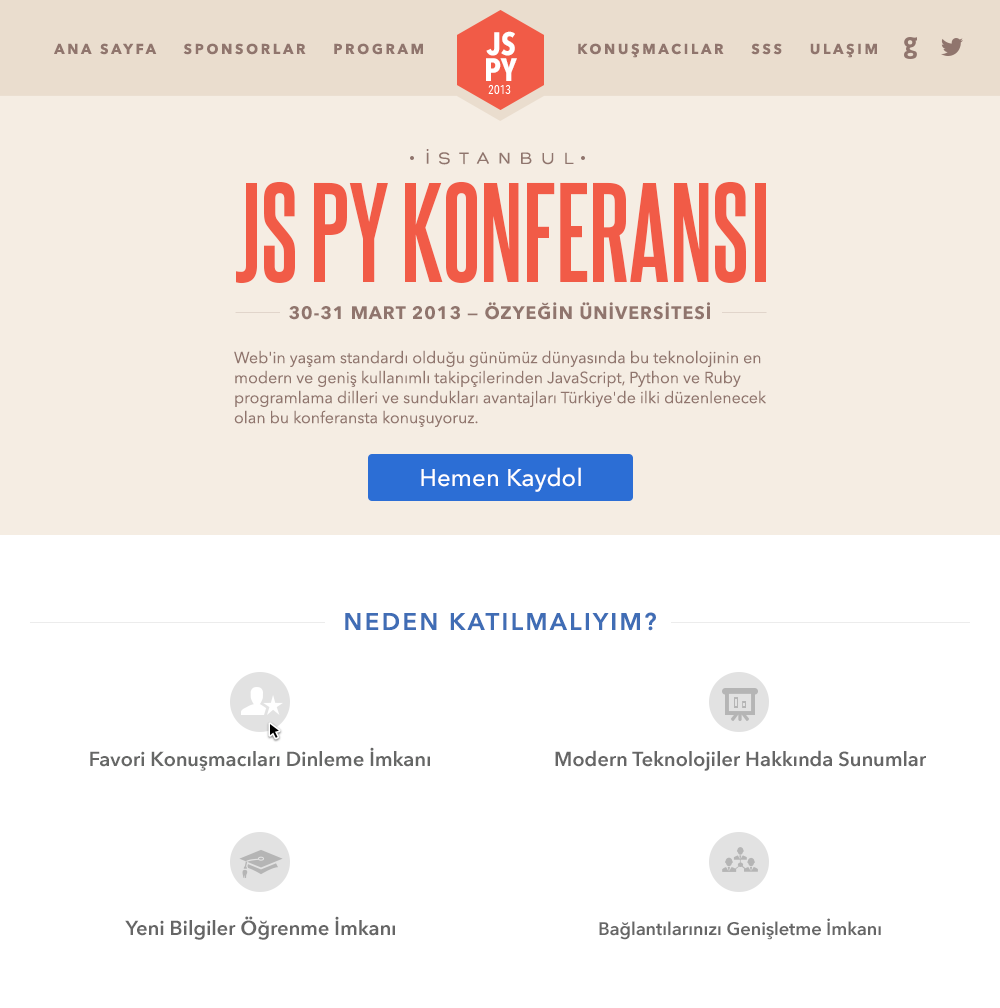 ANA SAYFA SPONSORLAR PROGRAM
JS
PY
2013
KONUŞMACILAR SSS ULAŞIM g
• İSTANBUL •
JS PY KONFERANSI
30-31 MART 2013 – ÖZYEĞİN ÜNİVERSİTESİ
Web'in yaşam standardı olduğu günümüz dünyasında bu teknolojinin en
modern ve geniş kullanımlı takipçilerinden JavaScript, Python ve Ruby
programlama dilleri ve sundukları avantajları Türkiye'de ilki düzenlenecek
olan bu konferansta konuşuyoruz.
Hemen Kaydol
NEDEN KATILMALIYIM?
Favori Konuşmacıları Dinleme İmkanı
Modern Teknolojiler Hakkında Sunumlar
Yeni Bilgiler Öğrenme İmkanı
Bağlantılarınızı Genişletme İmkanı